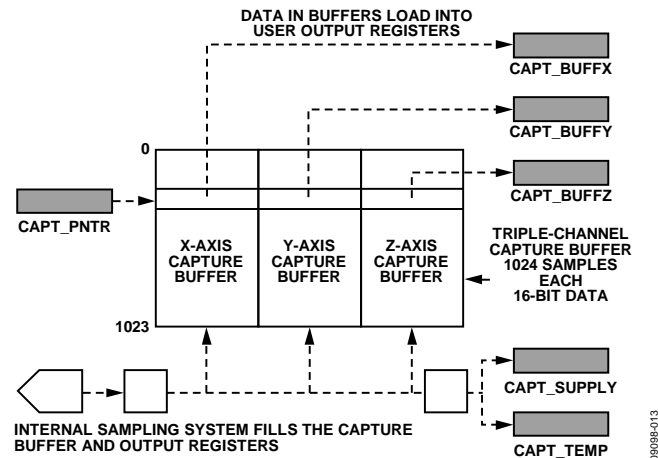 DATA IN BUFFERS LOAD INTO
USER OUTPUT REGISTERS
CAPT_BUFFX
CAPT_BUFFY
0
CAPT_BUFFZ
CAPT_PNTR
X-AXIS
CAPTURE
BUFFER
Y-AXIS
CAPTURE
BUFFER
Z-AXIS
CAPTURE
BUFFER
TRIPLE-CHANNEL
CAPTURE BUFFER
1024 SAMPLES
EACH
16-BIT DATA
1023
CAPT_SUPPLY
INTERNAL SAMPLING SYSTEM FILLS THE CAPTURE
BUFFER AND OUTPUT REGISTERS
CAPT_TEMP
09098-013